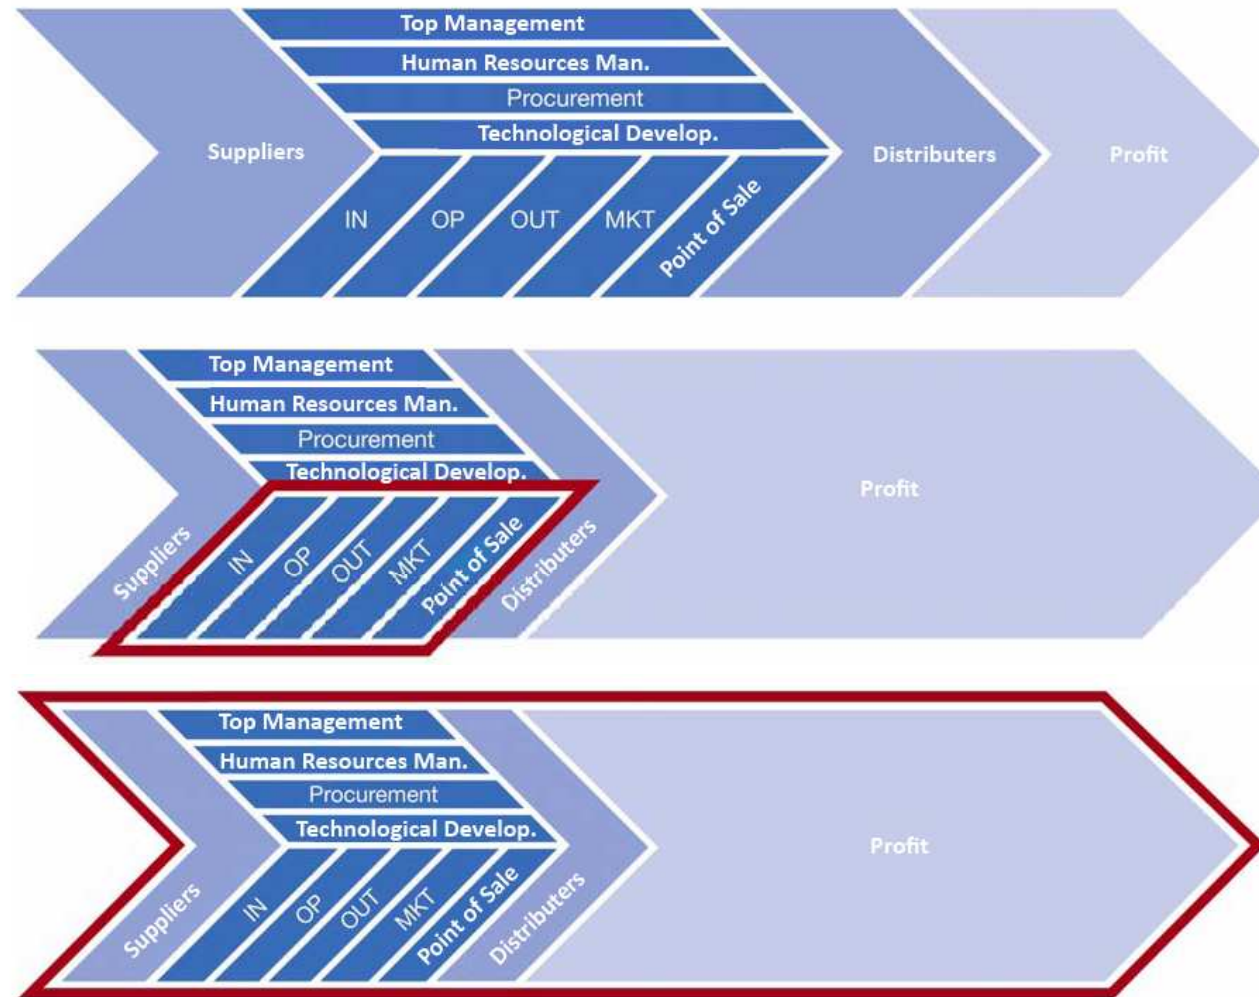 Top Management
Human Resources Man.
Procurement
Technological Develop.
Suppliers
IN
OP
OUT
MKT
Point of Sale
Distributers
Profit
Top Management
Human Resources Man.
Procurement
Technological Develop.
Suppliers
IN
OP
OUT
MKT
Point of Sale
Distributers
Profit
Top Management
Human Resources Man.
Procurement
Technological Develop.
Suppliers
IN
OP
OUT
MKT
Point of Sale
Distributers
Profit